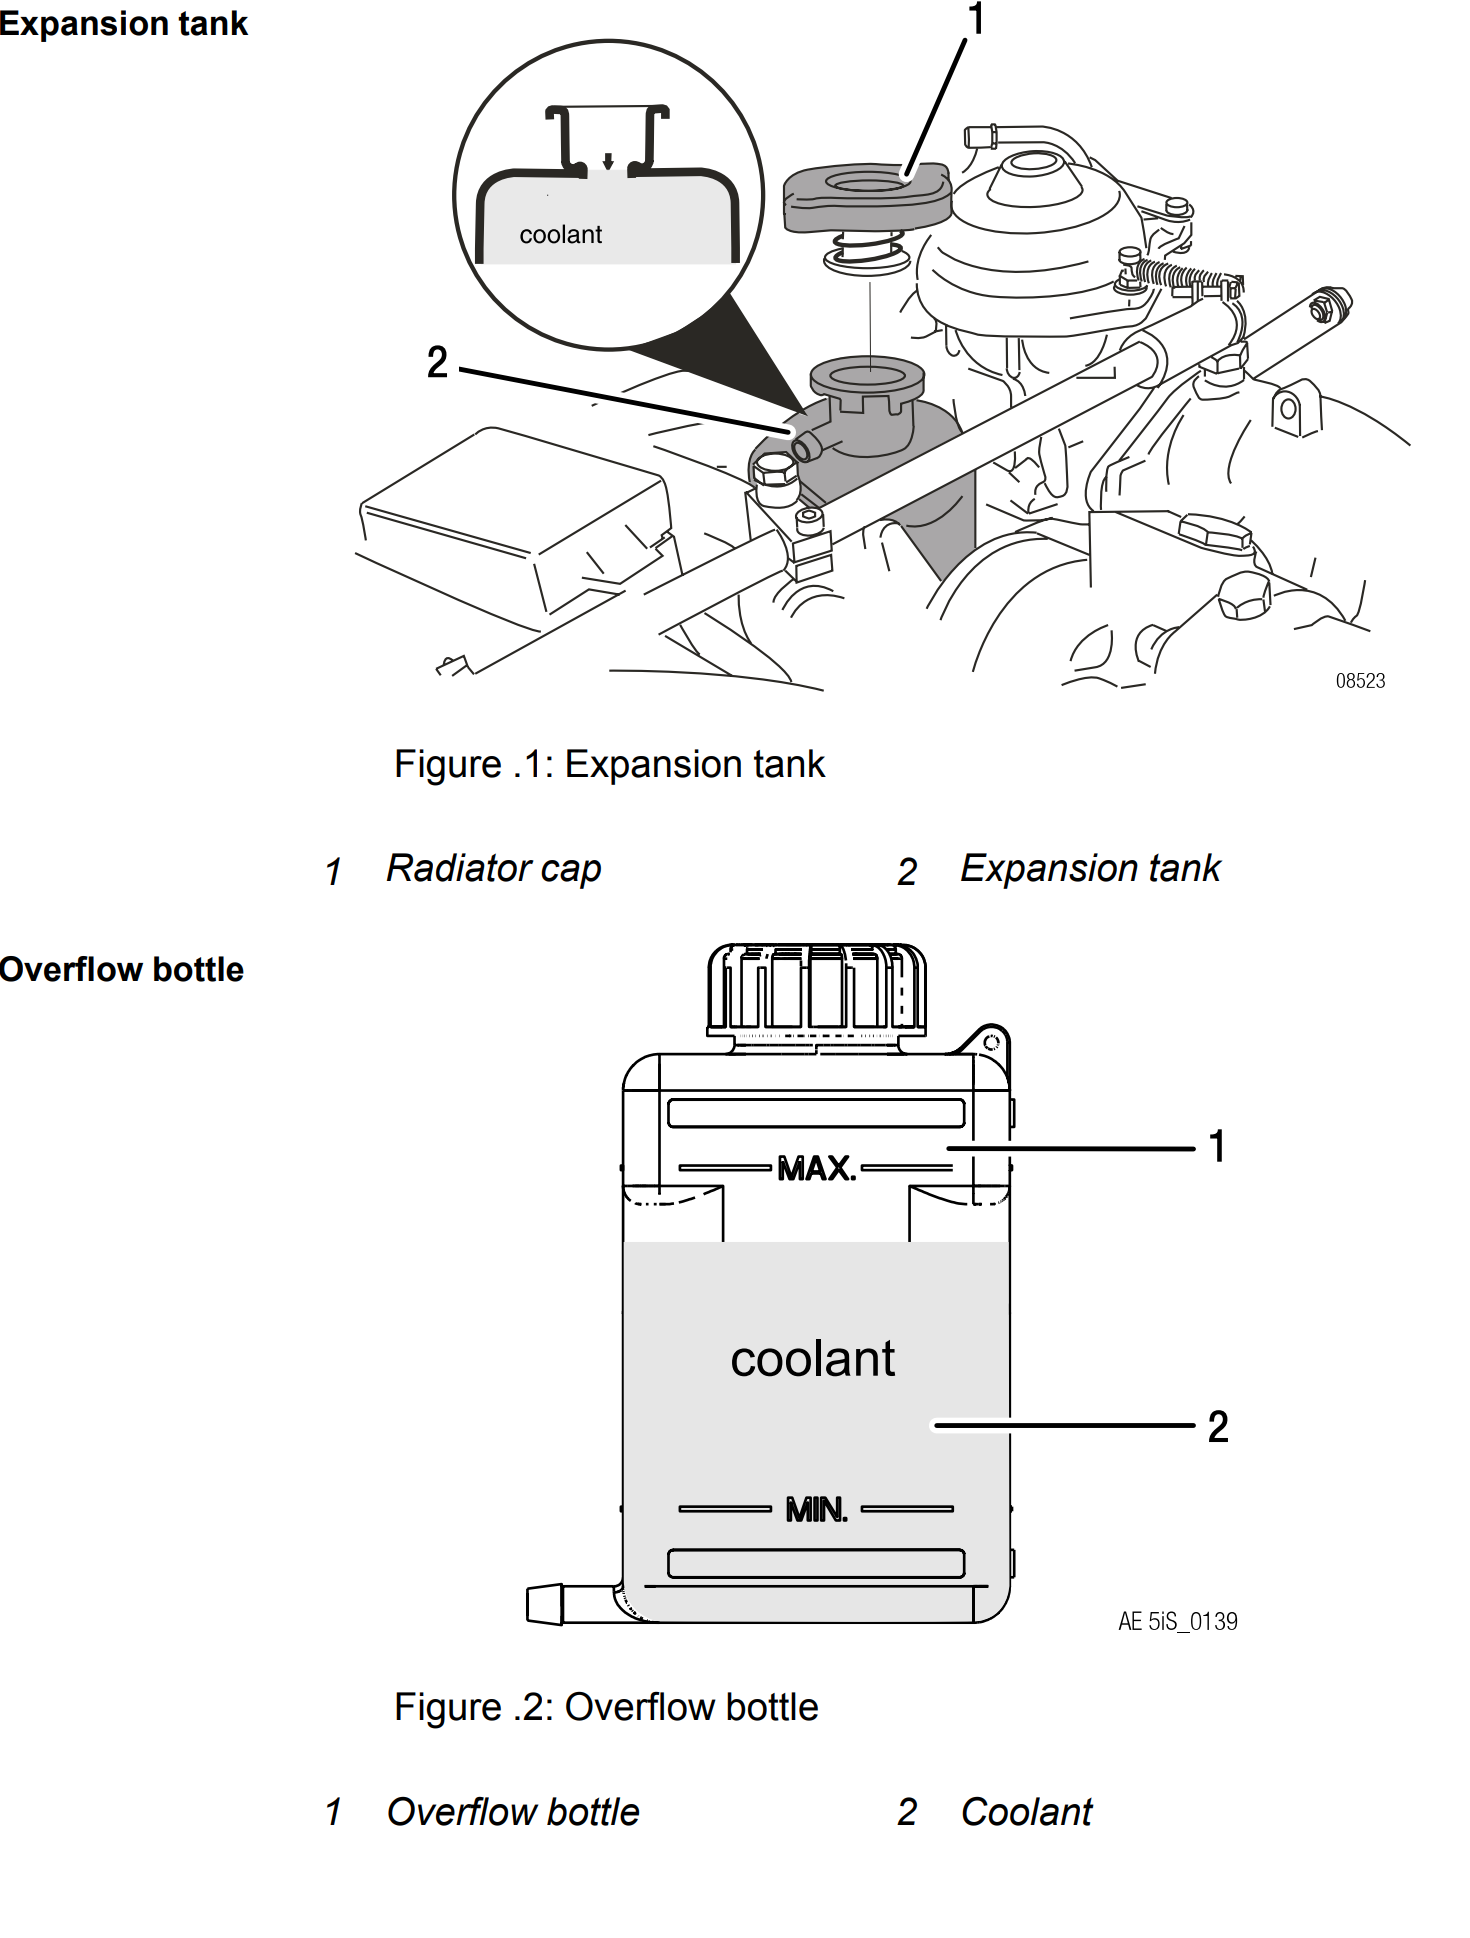 Expansion tank
1
coolant
2
08523
Figure .1: Expansion tank
1 Radiator cap 2 Expansion tank
Overflow bottle
MAX.
1
coolant
2
MIN.
AE 5iS_0139
Figure .2: Overflow bottle
1 Overflow bottle 2 Coolant